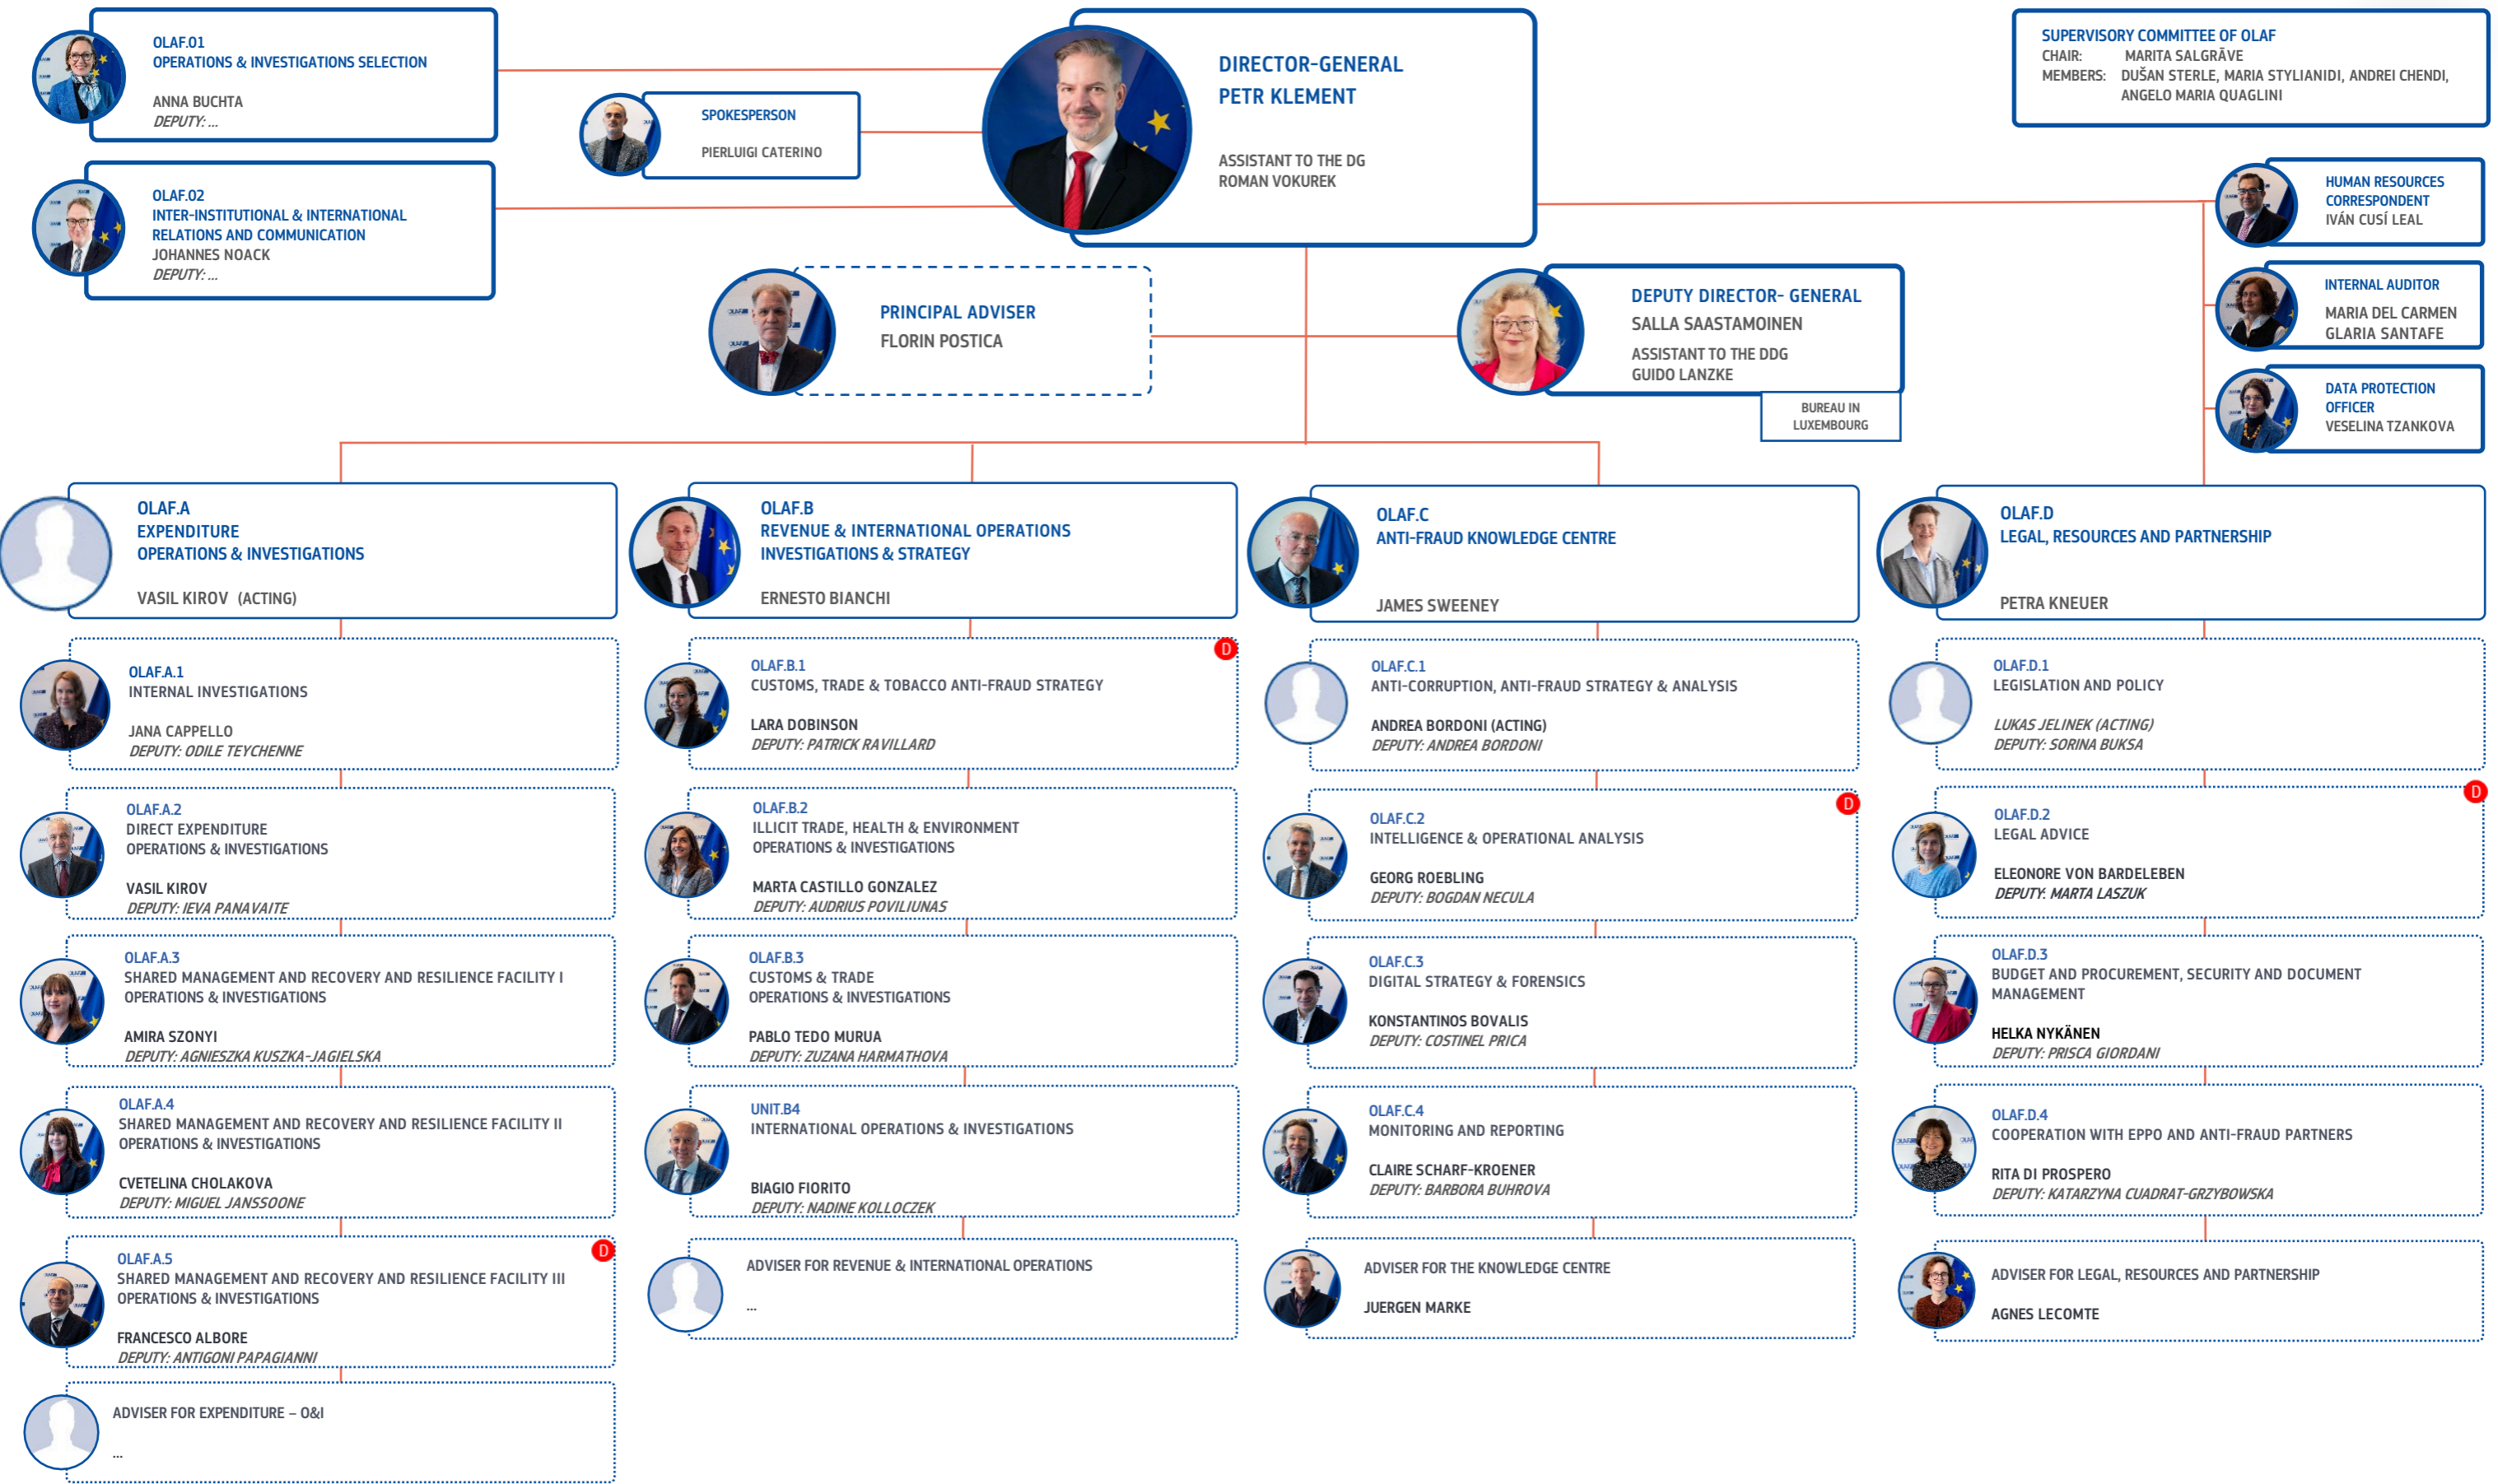 OLAF.01
OPERATIONS & INVESTIGATIONS SELECTION
ANNA BUCHTA
DEPUTY: ...
OLAF.02
INTER-INSTITUTIONAL & INTERNATIONAL
RELATIONS AND COMMUNICATION
JOHANNES NOACK
DEPUTY: ...
SPOKESPERSON
PIERLUIGI CATERINO
DIRECTOR-GENERAL
PETR KLEMENT
ASSISTANT TO THE DG
ROMAN VOKUREK
SUPERVISORY COMMITTEE OF OLAF
CHAIR: MARITA SALGRĀVE
MEMBERS: DUŠAN STERLE, MARIA STYLIANIDI, ANDREI CHENDI,
ANGELO MARIA QUAGLINI
HUMAN RESOURCES
CORRESPONDENT
IVÁN CUSÍ LEAL
INTERNAL AUDITOR
MARIA DEL CARMEN
GLARIA SANTAFE
DATA PROTECTION
OFFICER
VESELINA TZANKOVA
PRINCIPAL ADVISER
FLORIN POSTICA
DEPUTY DIRECTOR- GENERAL
SALLA SAASTAMOINEN
ASSISTANT TO THE DDG
GUIDO LANZKE
BUREAU IN
LUXEMBOURG
OLAF.A
EXPENDITURE
OPERATIONS & INVESTIGATIONS
VASIL KIROV (ACTING)
OLAF.A.1
INTERNAL INVESTIGATIONS
JANA CAPPELLO
DEPUTY: ODILE TEYCHENNE
OLAF.A.2
DIRECT EXPENDITURE
OPERATIONS & INVESTIGATIONS
VASIL KIROV
DEPUTY: IEVA PANAVAITE
OLAF.A.3
SHARED MANAGEMENT AND RECOVERY AND RESILIENCE FACILITY I
OPERATIONS & INVESTIGATIONS
AMIRA SZONYI
DEPUTY: AGNIESZKA KUSZKA-JAGIELSKA
OLAF.A.4
SHARED MANAGEMENT AND RECOVERY AND RESILIENCE FACILITY II
OPERATIONS & INVESTIGATIONS
CVETELINA CHOLAKOVA
DEPUTY: MIGUEL JANSSOONE
D
OLAF.A.5
SHARED MANAGEMENT AND RECOVERY AND RESILIENCE FACILITY III
OPERATIONS & INVESTIGATIONS
FRANCESCO ALBORE
DEPUTY: ANTIGONI PAPAGIANNI
ADVISER FOR EXPENDITURE – O&I
...
OLAF.B
REVENUE & INTERNATIONAL OPERATIONS
INVESTIGATIONS & STRATEGY
ERNESTO BIANCHI
D
OLAF.B.1
CUSTOMS, TRADE & TOBACCO ANTI-FRAUD STRATEGY
LARA DOBINSON
DEPUTY: PATRICK RAVILLARD
OLAF.B.2
ILLICIT TRADE, HEALTH & ENVIRONMENT
OPERATIONS & INVESTIGATIONS
MARTA CASTILLO GONZALEZ
DEPUTY: AUDRIUS POVILIUNAS
OLAF.B.3
CUSTOMS & TRADE
OPERATIONS & INVESTIGATIONS
PABLO TEDO MURUA
DEPUTY: ZUZANA HARMATHOVA
UNIT.B4
INTERNATIONAL OPERATIONS & INVESTIGATIONS
BIAGIO FIORITO
DEPUTY: NADINE KOLLOCZEK
ADVISER FOR REVENUE & INTERNATIONAL OPERATIONS
...
OLAF.C
ANTI-FRAUD KNOWLEDGE CENTRE
JAMES SWEENEY
OLAF.C.1
ANTI-CORRUPTION, ANTI-FRAUD STRATEGY & ANALYSIS
ANDREA BORDONI (ACTING)
DEPUTY: ANDREA BORDONI
D
OLAF.C.2
INTELLIGENCE & OPERATIONAL ANALYSIS
GEORG ROEBLING
DEPUTY: BOGDAN NECULA
OLAF.C.3
DIGITAL STRATEGY & FORENSICS
KONSTANTINOS BOVALIS
DEPUTY: COSTINEL PRICA
OLAF.C.4
MONITORING AND REPORTING
CLAIRE SCHARF-KROENER
DEPUTY: BARBORA BUHROVA
ADVISER FOR THE KNOWLEDGE CENTRE
JUERGEN MARKE
OLAF.D
LEGAL, RESOURCES AND PARTNERSHIP
PETRA KNEUER
OLAF.D.1
LEGISLATION AND POLICY
LUKAS JELINEK (ACTING)
DEPUTY: SORINA BUKSA
D
OLAF.D.2
LEGAL ADVICE
ELEONORE VON BARDELEBEN
DEPUTY: MARTA LASZUK
OLAF.D.3
BUDGET AND PROCUREMENT, SECURITY AND DOCUMENT
MANAGEMENT
HELKA NYKÄNEN
DEPUTY: PRISCA GIORDANI
OLAF.D.4
COOPERATION WITH EPPO AND ANTI-FRAUD PARTNERS
RITA DI PROSPERO
DEPUTY: KATARZYNA CUADRAT-GRZYBOWSKA
ADVISER FOR LEGAL, RESOURCES AND PARTNERSHIP
AGNES LECOMTE